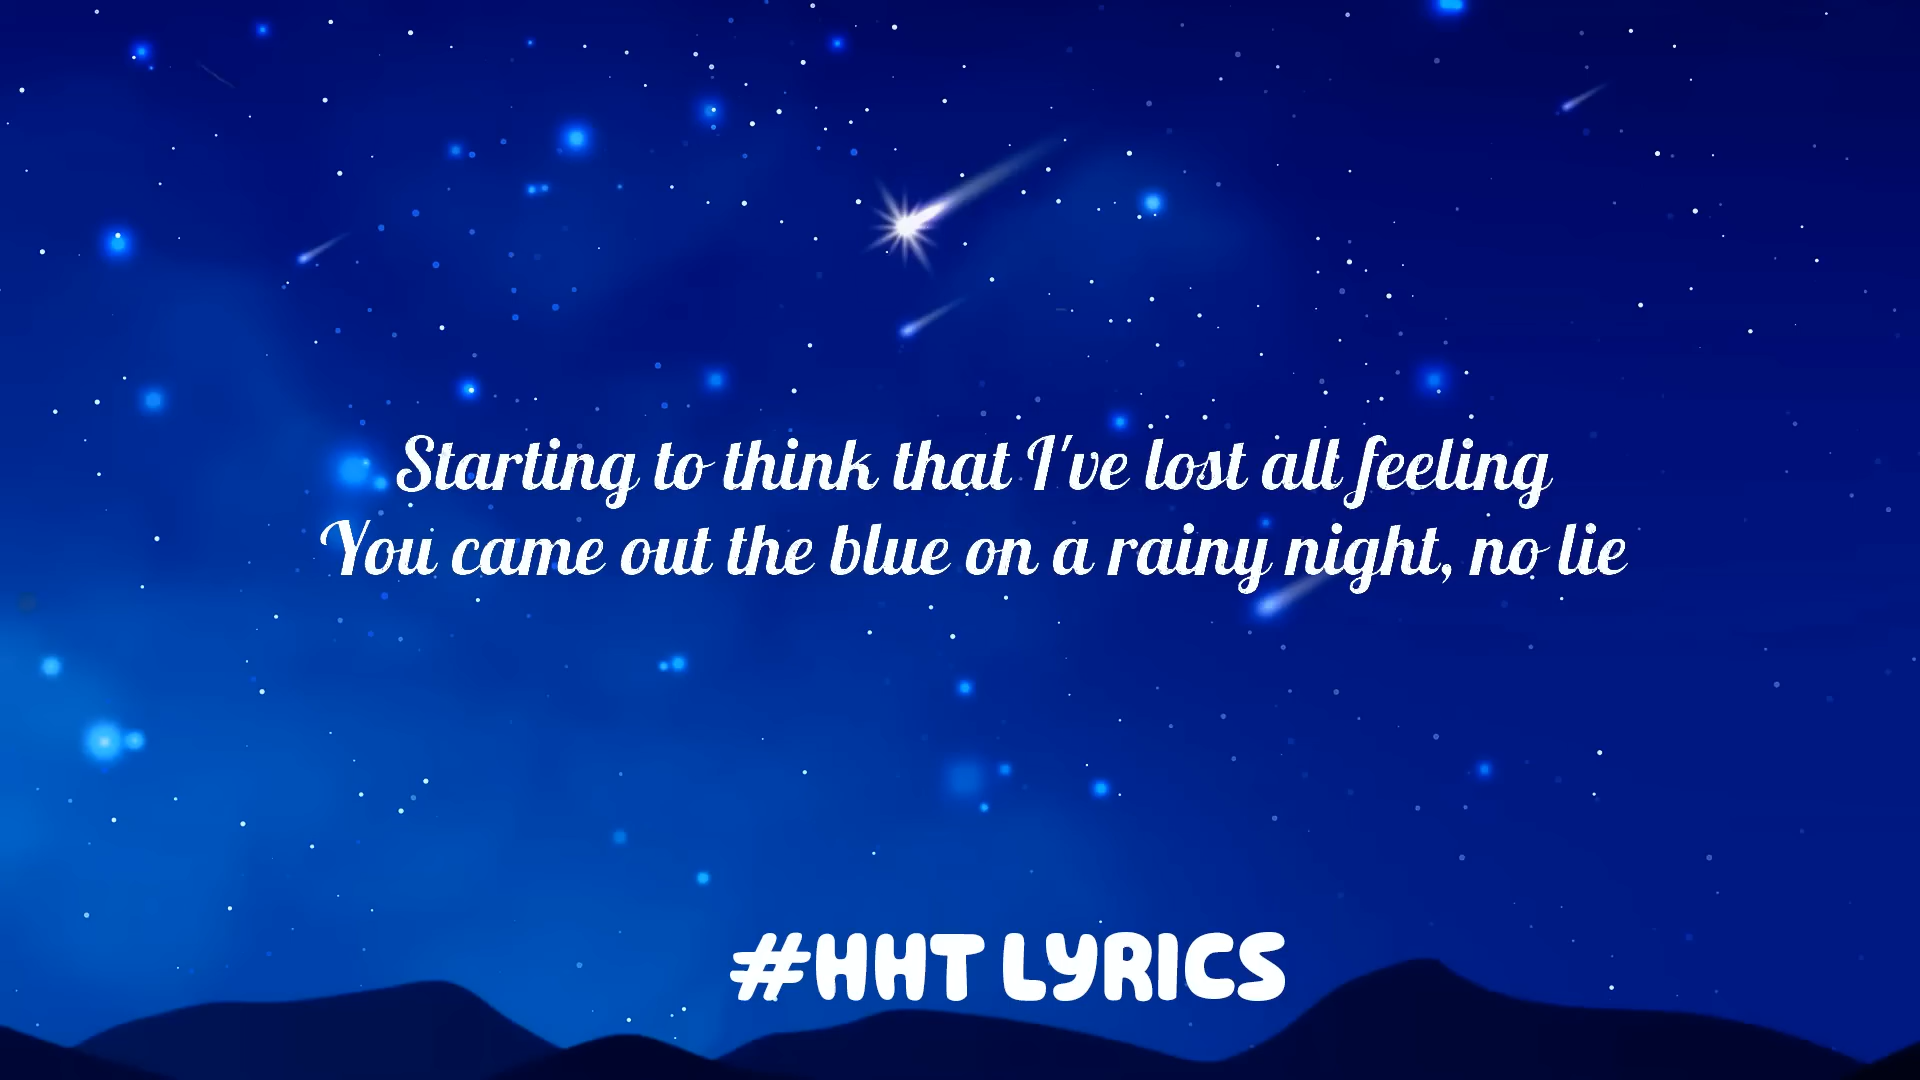 Starting to think that I've lost all feeling
You came out the blue on a rainy night, no lie
#HHT LYRICS